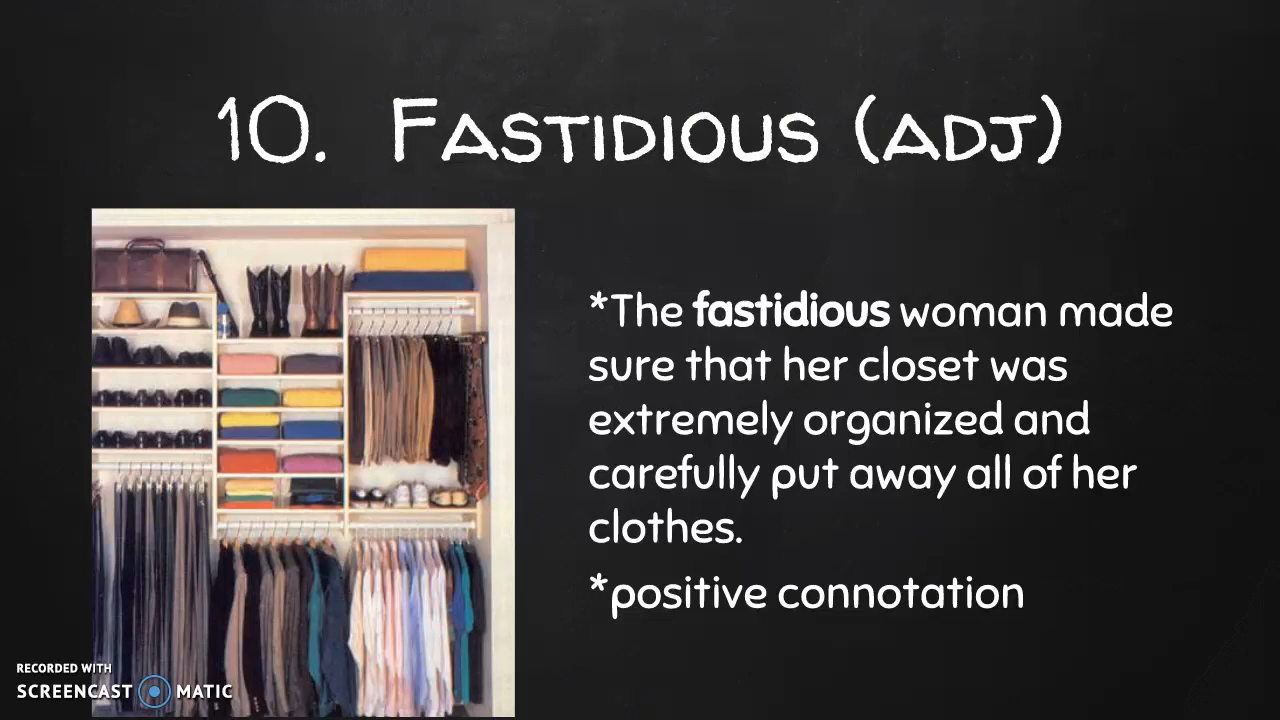 10. Fastidious (adj)
*The fastidious woman made
sure that her closet was
extremely organized and
carefully put away all of her
clothes.
*positive connotation
RECORDED WITH
SCREENCAST MATIC